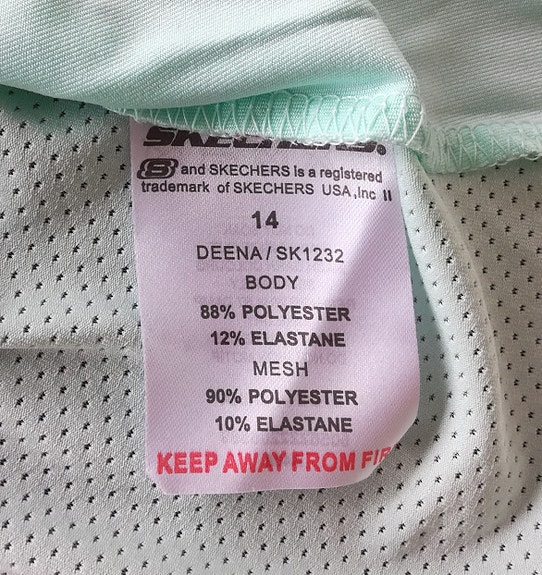 SKECHERS®
S and SKECHERS is a registered
trademark of SKECHERS USA,Inc II
14
DEENA / SK1232
BODY
88% POLYESTER
12% ELASTANE
MESH
90% POLYESTER
10% ELASTANE
KEEP AWAY FROM FIR